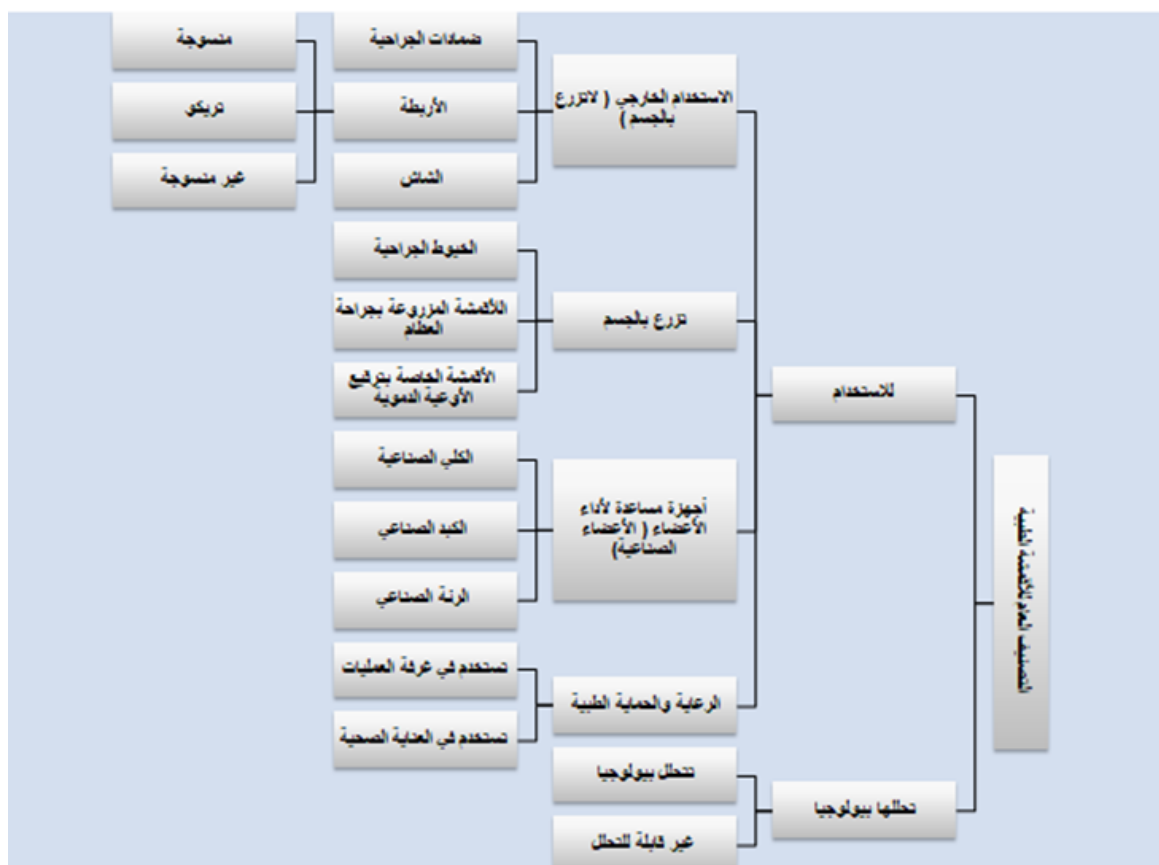 التصنيف العام للأقمشة الطبية
للاستخدام
الاستخدام الخارجي ( لاتزرع
بالجسم )
ضمادات الجراحية
الأربطة
منسوجة
تريكو
غير منسوجة
الشاش
تزرع بالجسم
الخيوط الجراحية
اللأقمشة المزروعة بجراحة
العظام
الأقمشة الخاصة بترقيع
الأوعية الدموية
أجهزة مساعدة لأداء
الأعضاء ( الأعضاء
الصناعية)
الكلي الصناعية
الكبد الصناعي
الرئة الصناعي
الرعاية والحماية الطبية
تستخدم في غرفة العمليات
تستخدم في العناية الصحية
تحللها بيولوجيا
تتحلل بيولوجيا
غير قابلة للتحلل